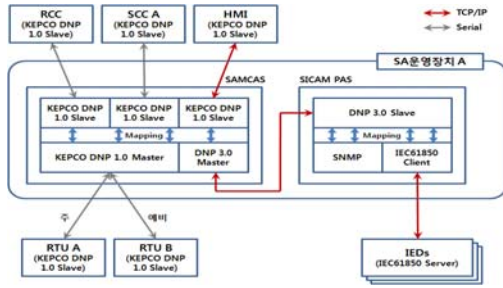 RCC
(KEPCO DNP
1.0 Slave)
SCC A
(KEPCO DNP
1.0 Slave)
HMI
(KEPCO DNP
1.0 Slave)
TCP/IP
Serial
SA운영장치 A
SAMCAS
SICAM PAS
KEPCO DNP
1.0 Slave
KEPCO DNP
1.0 Slave
KEPCO DNP
1.0 Slave
DNP 3.0 Slave
Mapping
Mapping
KEPCO DNP 1.0 Master
DNP 3.0
Master
SNMP
IEC61850
Client
주
예비
RTU A
(KEPCO DNP
1.0 Slave)
RTU B
(KEPCO DNP
1.0 Slave)
IEDs
(IEC61850 Server)